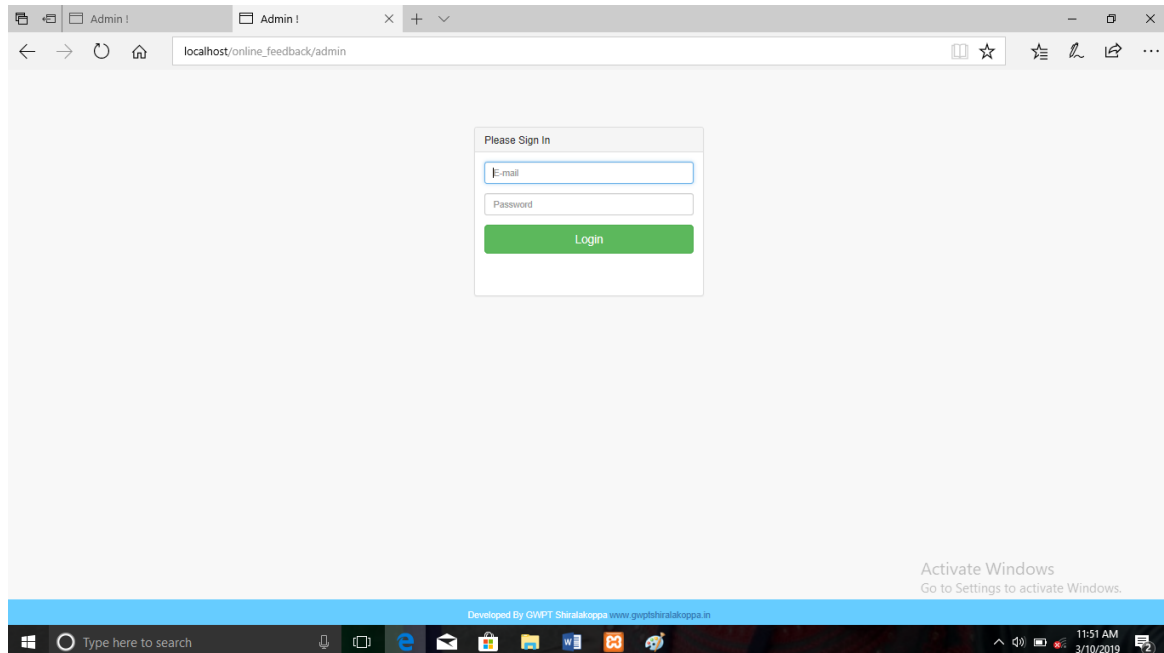 Admin !
Admin !
localhost/online_feedback/admin
Please Sign In
E-mail
Password
Login
Activate Windows
Go to Settings to activate Windows.
Developed By GWPT Shiralakoppa www.gwptshiralakoppa.in
Type here to search
11:51 AM
3/10/2019
2